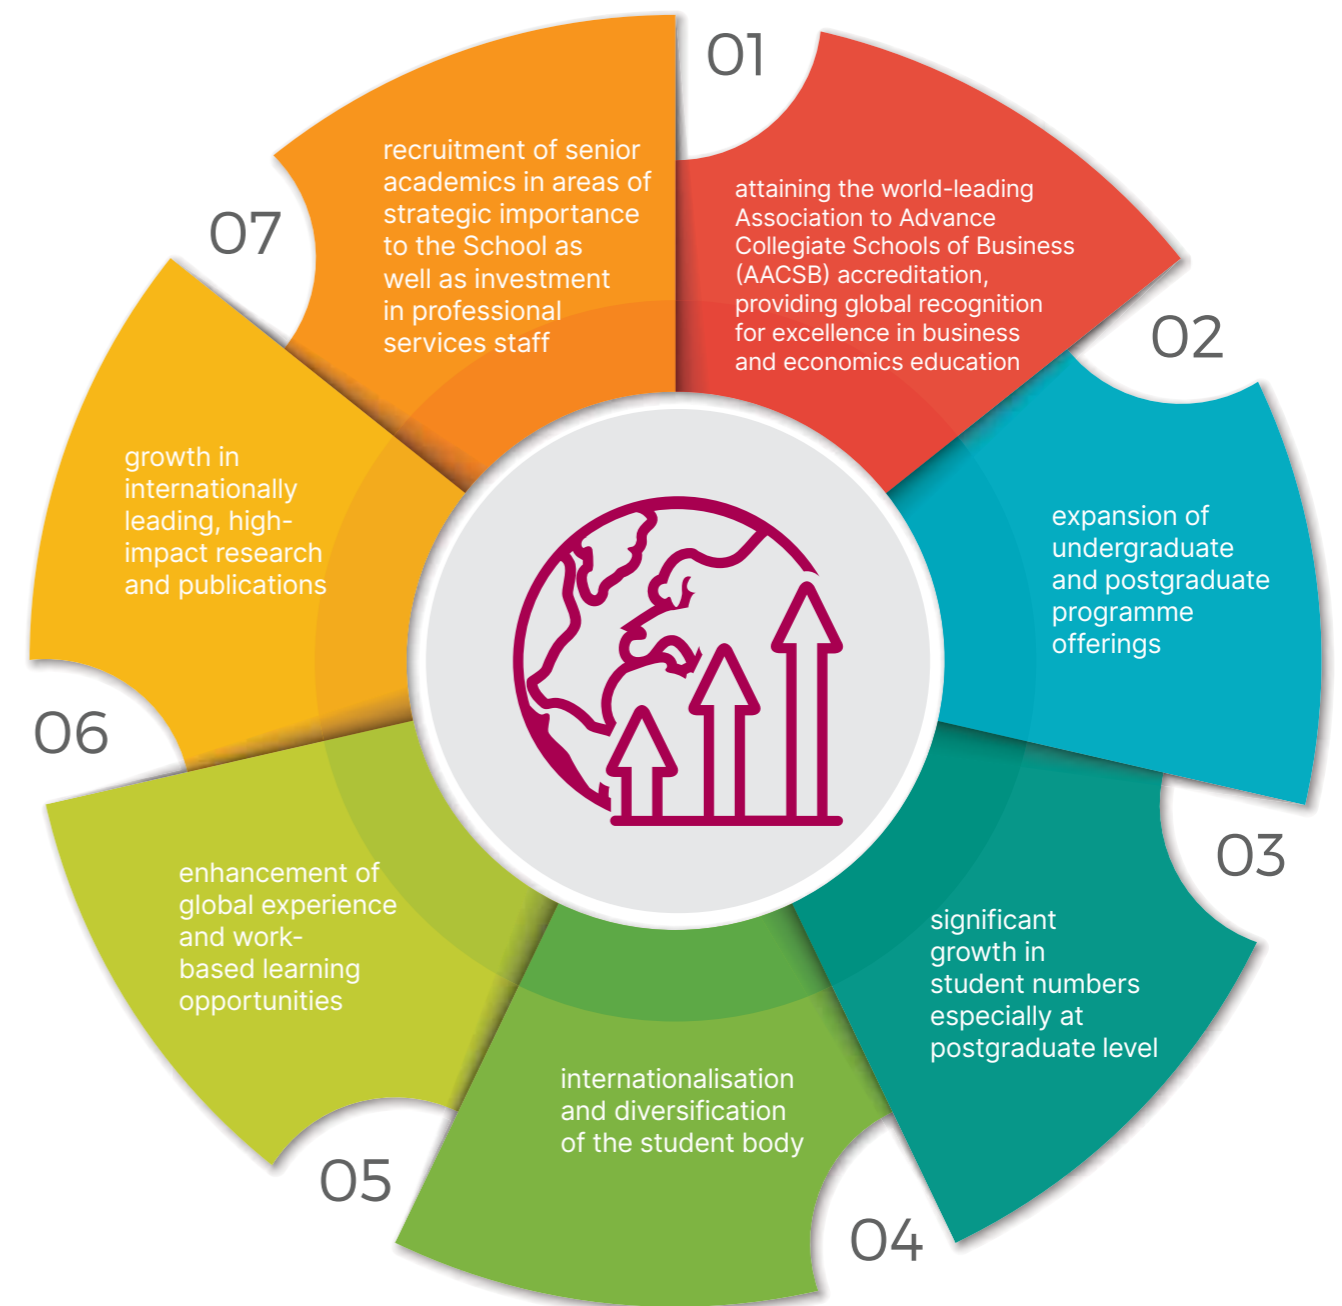 01
attaining the world-leading
Association to Advance
Collegiate Schools of Business
(AACSB) accreditation,
providing global recognition
for excellence in business
and economics education
02
expansion of
undergraduate
and postgraduate
programme
offerings
03
significant
growth in
student numbers
especially at
postgraduate level
04
internationalisation
and diversification
of the student body
05
enhancement of
global experience
and work-
based learning
opportunities
06
growth in
internationally
leading, high-
impact research
and publications
07
recruitment of senior
academics in areas of
strategic importance
to the School as
well as investment
in professional
services staff